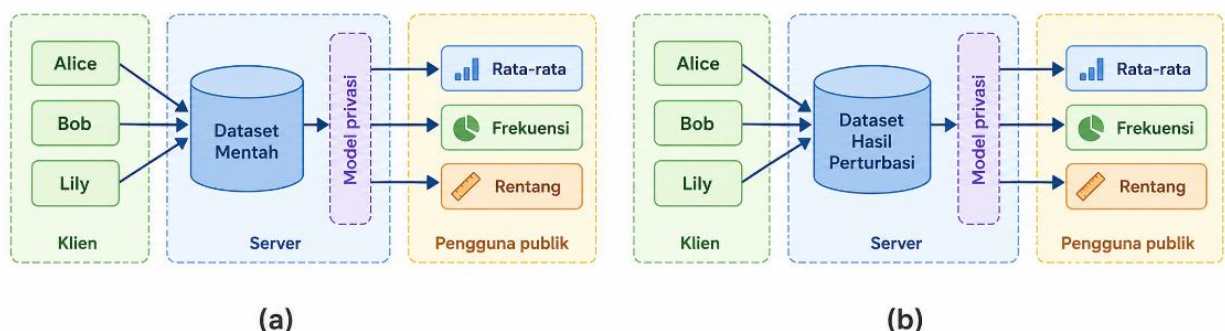 Alice
Bob
Lily
Klien
Dataset
Mentah
Server
Model privasi
Rata-rata
Frekuensi
Rentang
Pengguna publik
(a)
Alice
Bob
Lily
Klien
Dataset
Hasil
Perturbasi
Server
Model privasi
Rata-rata
Frekuensi
Rentang
Pengguna publik
(b)